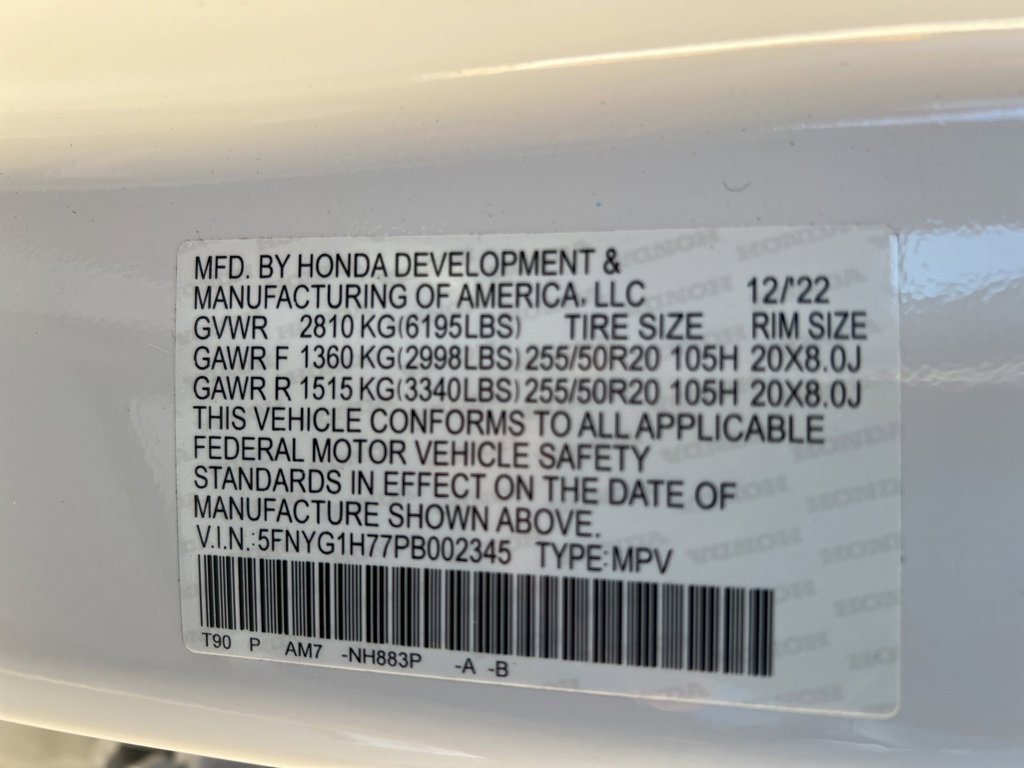 MFD. BY HONDA DEVELOPMENT &
MANUFACTURING OF AMERICA, LLC 12/'22
GVWR 2810 KG(6195LBS) TIRE SIZE RIM SIZE
GAWR F 1360 KG(2998LBS) 255/50R20 105H 20X8.0J
GAWR R 1515 KG(3340LBS) 255/50R20 105H 20X8.0J
THIS VEHICLE CONFORMS TO ALL APPLICABLE
FEDERAL MOTOR VEHICLE SAFETY
STANDARDS IN EFFECT ON THE DATE OF
MANUFACTURE SHOWN ABOVE.
V.I.N.:5FNYG1H77PB002345 TYPE:MPV
T90 P AM7 -NH883P -A -B